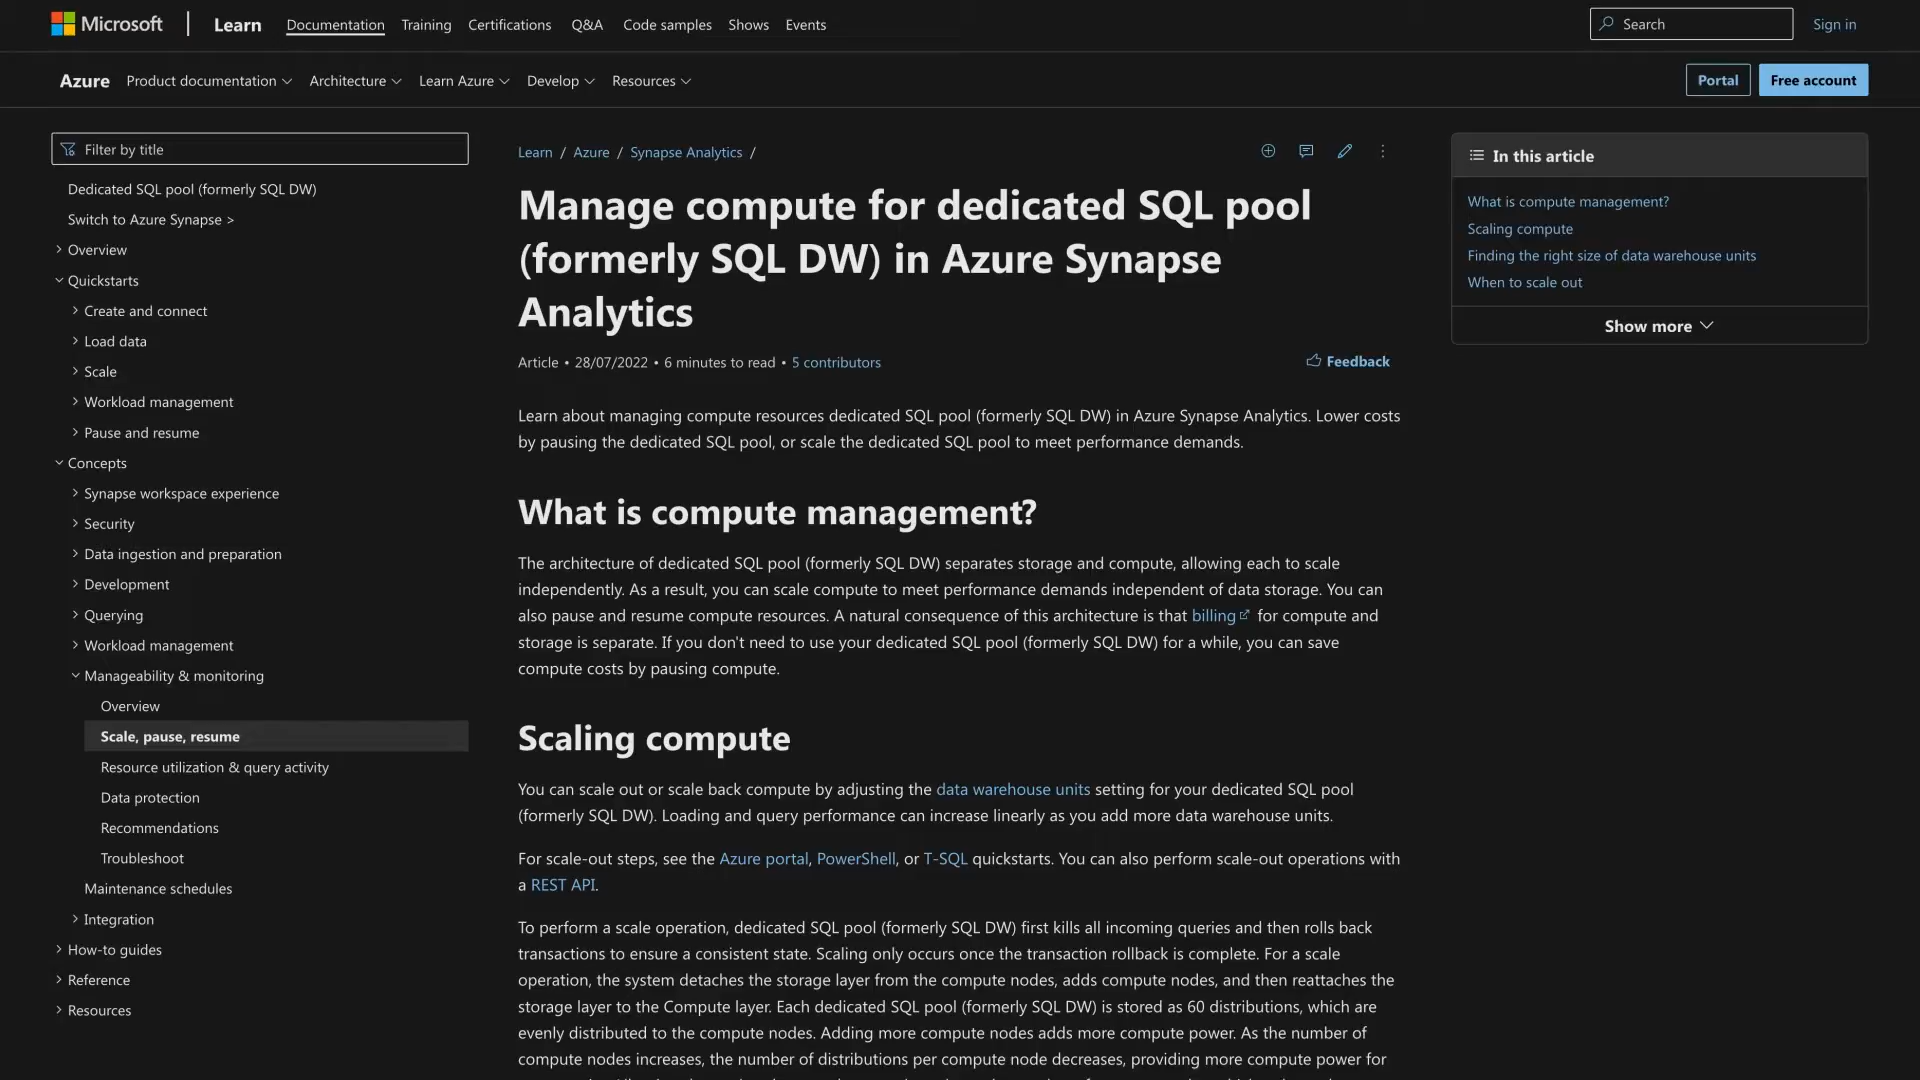 Microsoft
Learn
Documentation
Training
Certifications
Q&A
Code samples
Shows
Events
Search
Sign in
Azure
Product documentation
Architecture
Learn Azure
Develop
Resources
Portal
Free account
Filter by title
Dedicated SQL pool (formerly SQL DW)
Switch to Azure Synapse >
Overview
Quickstarts
Create and connect
Load data
Scale
Workload management
Pause and resume
Concepts
Synapse workspace experience
Security
Data ingestion and preparation
Development
Querying
Workload management
Manageability & monitoring
Overview
Scale, pause, resume
Resource utilization & query activity
Data protection
Recommendations
Troubleshoot
Maintenance schedules
Integration
How-to guides
Reference
Resources
Learn / Azure / Synapse Analytics /
Manage compute for dedicated SQL pool
(formerly SQL DW) in Azure Synapse
Analytics
Article • 28/07/2022 • 6 minutes to read • 5 contributors
Feedback
Learn about managing compute resources dedicated SQL pool (formerly SQL DW) in Azure Synapse Analytics. Lower costs
by pausing the dedicated SQL pool, or scale the dedicated SQL pool to meet performance demands.
What is compute management?
The architecture of dedicated SQL pool (formerly SQL DW) separates storage and compute, allowing each to scale
independently. As a result, you can scale compute to meet performance demands independent of data storage. You can
also pause and resume compute resources. A natural consequence of this architecture is that billing for compute and
storage is separate. If you don't need to use your dedicated SQL pool (formerly SQL DW) for a while, you can save
compute costs by pausing compute.
Scaling compute
You can scale out or scale back compute by adjusting the data warehouse units setting for your dedicated SQL pool
(formerly SQL DW). Loading and query performance can increase linearly as you add more data warehouse units.
For scale-out steps, see the Azure portal, PowerShell, or T-SQL quickstarts. You can also perform scale-out operations with
a REST API.
To perform a scale operation, dedicated SQL pool (formerly SQL DW) first kills all incoming queries and then rolls back
transactions to ensure a consistent state. Scaling only occurs once the transaction rollback is complete. For a scale
operation, the system detaches the storage layer from the compute nodes, adds compute nodes, and then reattaches the
storage layer to the Compute layer. Each dedicated SQL pool (formerly SQL DW) is stored as 60 distributions, which are
evenly distributed to the compute nodes. Adding more compute nodes adds more compute power. As the number of
compute nodes increases, the number of distributions per compute node decreases, providing more compute power for
In this article
What is compute management?
Scaling compute
Finding the right size of data warehouse units
When to scale out
Show more